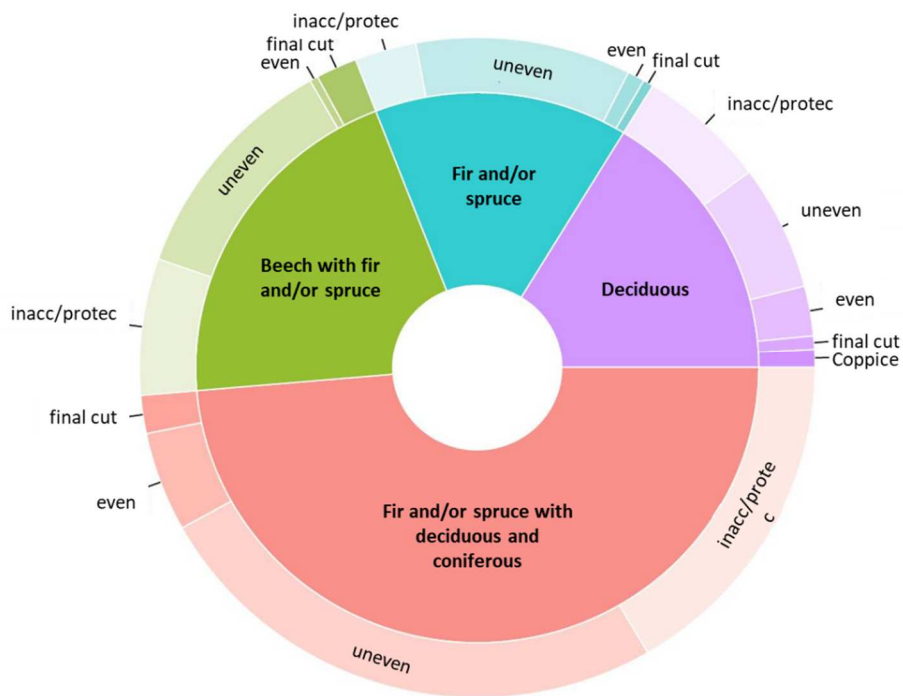 inacc/protec
final cut
even
uneven
even
final cut
inacc/protec
uneven
Fir and/or
spruce
uneven
Beech with fir
and/or spruce
Deciduous
even
inacc/protec
final cut
Coppice
final cut
even
Fir and/or spruce with
deciduous and
coniferous
inacc/prote
c
uneven